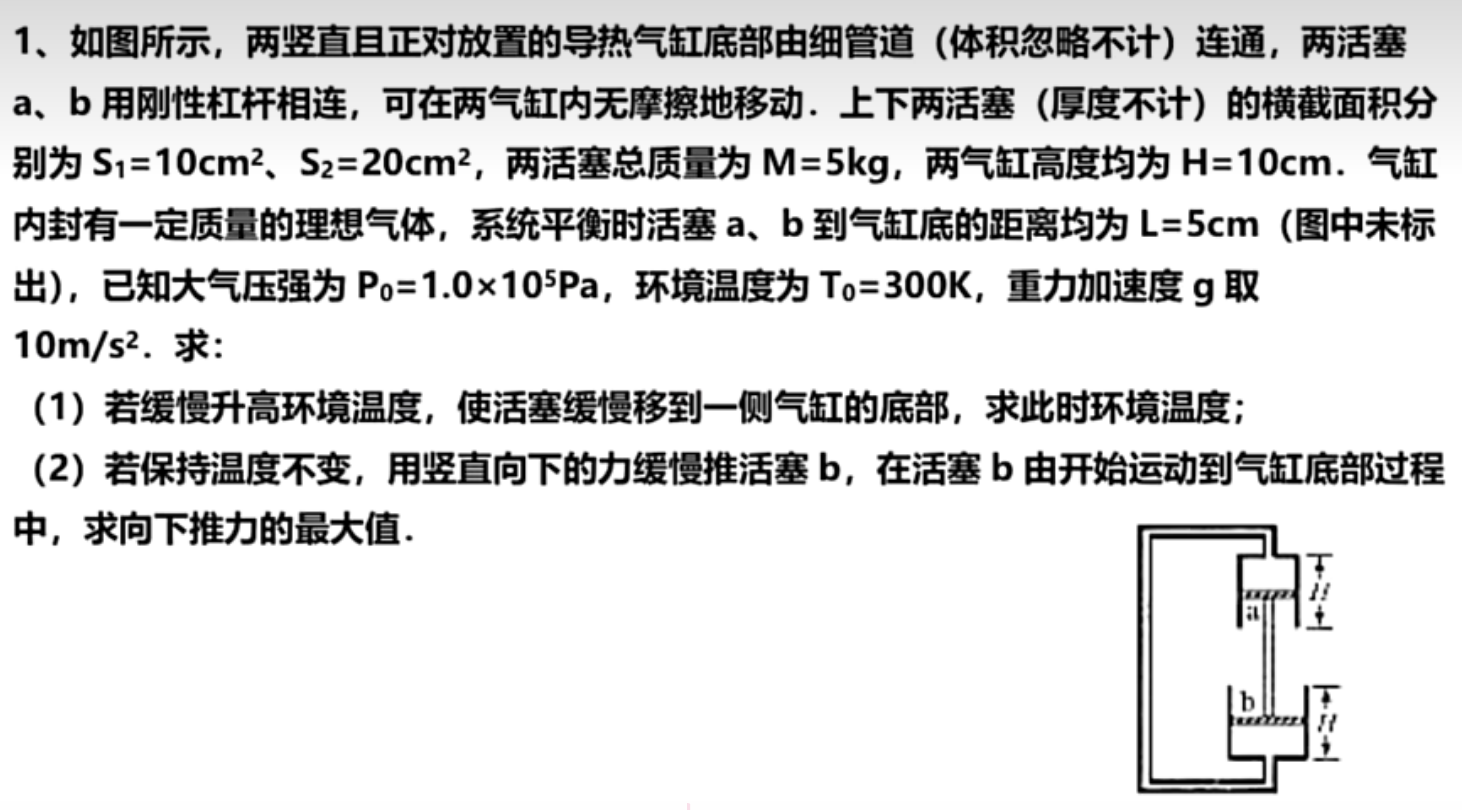 1、如图所示，两竖直且正对放置的导热气缸底部由细管道（体积忽略不计）连通，两活塞
a、b 用刚性杠杆相连，可在两气缸内无摩擦地移动．上下两活塞（厚度不计）的横截面积分
别为 S₁=10cm²、S₂=20cm²，两活塞总质量为 M=5kg，两气缸高度均为 H=10cm．气缸
内封有一定质量的理想气体，系统平衡时活塞 a、b 到气缸底的距离均为 L=5cm（图中未标
出），已知大气压强为 P₀=1.0×10⁵Pa，环境温度为 T₀=300K，重力加速度 g 取
10m/s²．求：
（1）若缓慢升高环境温度，使活塞缓慢移到一侧气缸的底部，求此时环境温度；
（2）若保持温度不变，用竖直向下的力缓慢推活塞 b，在活塞 b 由开始运动到气缸底部过程
中，求向下推力的最大值．
H
a
b
H